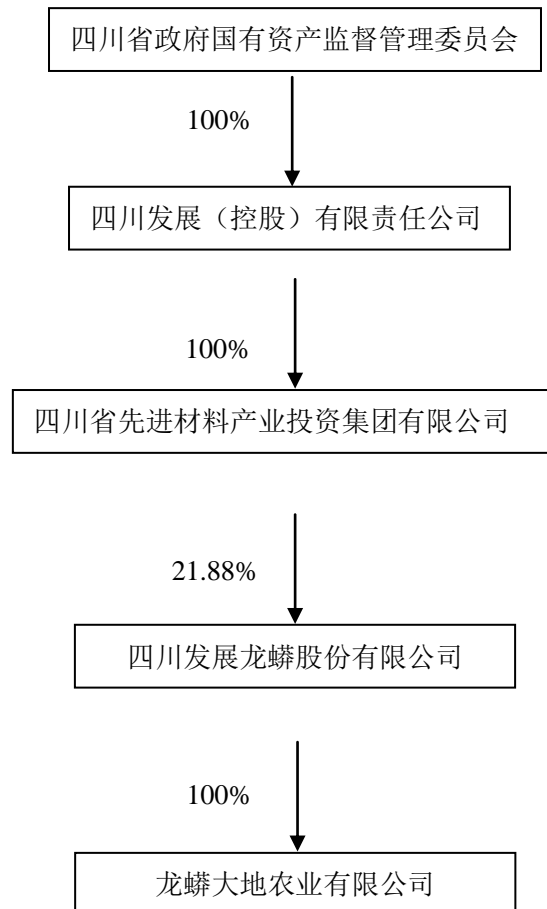 四川省政府国有资产监督管理委员会
100%
四川发展（控股）有限责任公司
100%
四川省先进材料产业投资集团有限公司
21.88%
四川发展龙蟒股份有限公司
100%
龙蟒大地农业有限公司